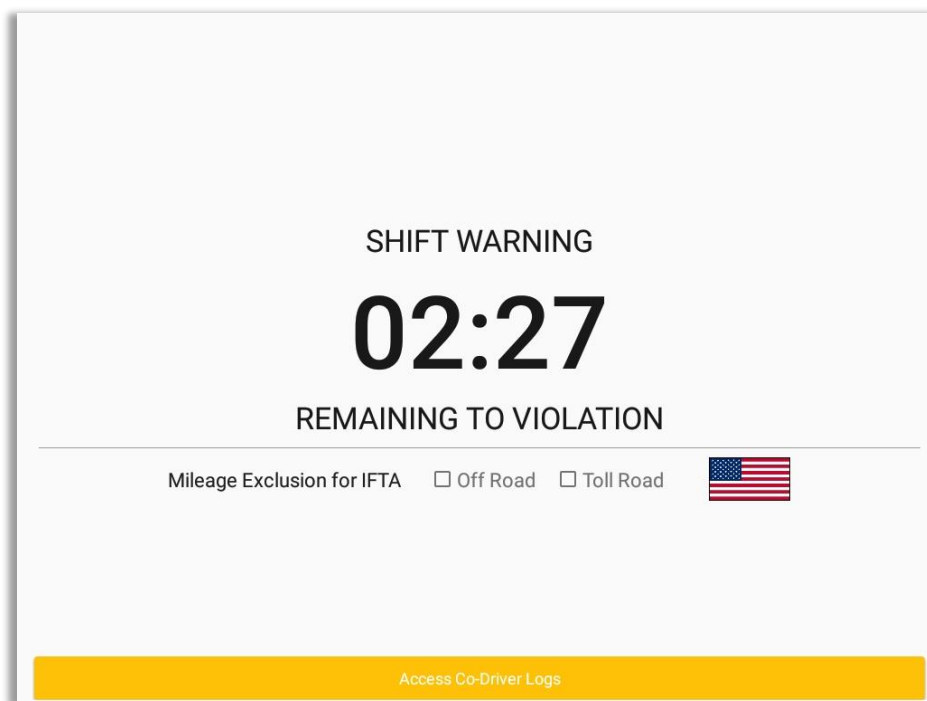 SHIFT WARNING
02:27
REMAINING TO VIOLATION
Mileage Exclusion for IFTA Off Road Toll Road
Access Co-Driver Logs